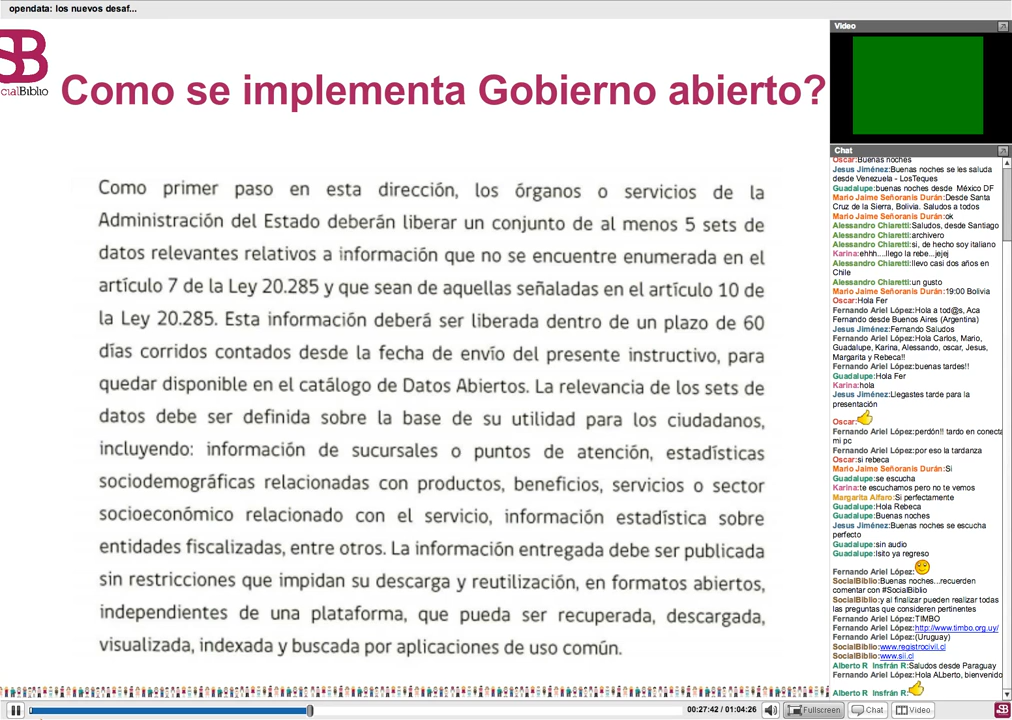 opendata: los nuevos desaf...
SB
cialBiblio
Como se implementa Gobierno abierto?
Como primer paso en esta dirección, los órganos o servicios de la
Administración del Estado deberán liberar un conjunto de al menos 5 sets de
datos relevantes relativos a información que no se encuentre enumerada en el
artículo 7 de la Ley 20.285 y que sean de aquellas señaladas en el artículo 10 de
la Ley 20.285. Esta información deberá ser liberada dentro de un plazo de 60
días corridos contados desde la fecha de envío del presente instructivo, para
quedar disponible en el catálogo de Datos Abiertos. La relevancia de los sets de
datos debe ser definida sobre la base de su utilidad para los ciudadanos,
incluyendo: información de sucursales o puntos de atención, estadísticas
sociodemográficas relacionadas con productos, beneficios, servicios o sector
socioeconómico relacionado con el servicio, información estadística sobre
entidades fiscalizadas, entre otros. La información entregada debe ser publicada
sin restricciones que impidan su descarga y reutilización, en formatos abiertos,
independientes de una plataforma, que pueda ser recuperada, descargada,
visualizada, indexada y buscada por aplicaciones de uso común.
Video
Chat
Oscar:Buenas noches
Jesus Jiménez:Buenas noches se les saluda
desde Venezuela - LosTeques
Guadalupe:buenas noches desde México DF
Mario Jaime Señoranis Durán:Desde Santa
Cruz de la Sierra, Bolivia. Saludos a todos
Mario Jaime Señoranis Durán:ok
Alessandro Chiaretti:Saludos, desde Santiago
Alessandro Chiaretti:archivero
Alessandro Chiaretti:si, de hecho soy italiano
Karina:ehhh....llego la rebe...jejej
Alessandro Chiaretti:llevo casi dos años en
Chile
Alessandro Chiaretti:un gusto
Mario Jaime Señoranis Durán:19:00 Bolivia
Oscar:Hola Fer
Fernando Ariel López:Hola a tod@s, Aca
Fernando desde Buenos Aires (Argentina)
Jesus Jiménez:Fernando Saludos
Fernando Ariel López:Hola Carlos, Mario,
Guadalupe, Karina, Alessando, oscar, Jesus,
Margarita y Rebeca!!
Fernando Ariel López:buenas tardes!!
Guadalupe:Hola Fer
Karina:hola
Jesus Jiménez:Llegastes tarde para la
presentación
Oscar:
Fernando Ariel López:perdón!! tardo en conecta
mi pc
Fernando Ariel López:por eso la tardanza
Oscar:si rebeca
Mario Jaime Señoranis Durán:Si
Guadalupe:se escucha
Karina:te escuchamos pero no te vemos
Margarita Alfaro:Si perfectamente
Guadalupe:Hola Rebeca
Guadalupe:Buenas noches
Jesus Jiménez:Buenas noches se escucha
perfecto
Guadalupe:sin audio
Guadalupe:lsito ya regreso
Fernando Ariel López:
SocialBiblio:Buenas noches...recuerden
comentar con #SocialBiblio
SocialBiblio:y al finalizar pueden realizar todas
las preguntas que consideren pertinentes
Fernando Ariel López:TIMBO
Fernando Ariel López:http://www.timbo.org.uy/
Fernando Ariel López:(Uruguay)
SocialBiblio:www.registrocivil.cl
SocialBiblio:www.sii.cl
Alberto R Insfrán R:Saludos desde Paraguay
Fernando Ariel López:Hola ALberto, bienvenido
Alberto R Insfrán R:
00:27:42 / 01:04:26
Fullscreen
Chat
Video
SB